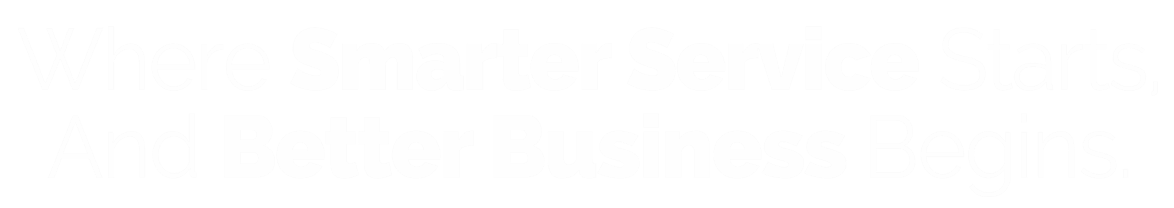 Where Smarter Service Starts,
And Better Business Begins.